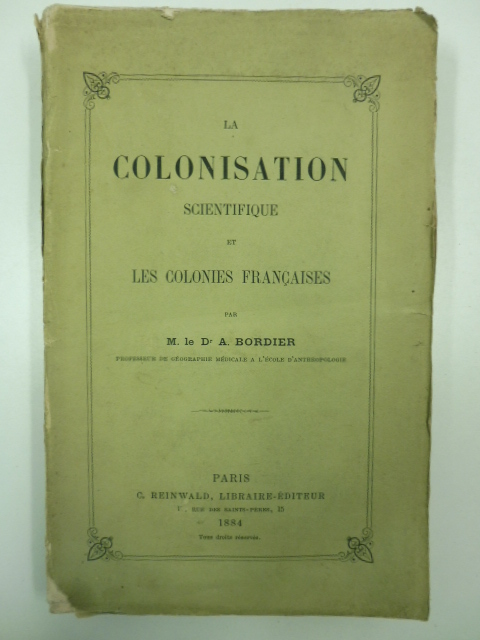 LA
COLONISATION
SCIENTIFIQUE
ET
LES COLONIES FRANÇAISES
PAR
M. le Dr A. BORDIER
PROFESSEUR DE GÉOGRAPHIE MÉDICALE A L'ÉCOLE D'ANTHROPOLOGIE
PARIS
C. REINWALD, LIBRAIRE-ÉDITEUR
RUE DES SAINTS-PÈRES, 15
1884
Tous droits réservés.